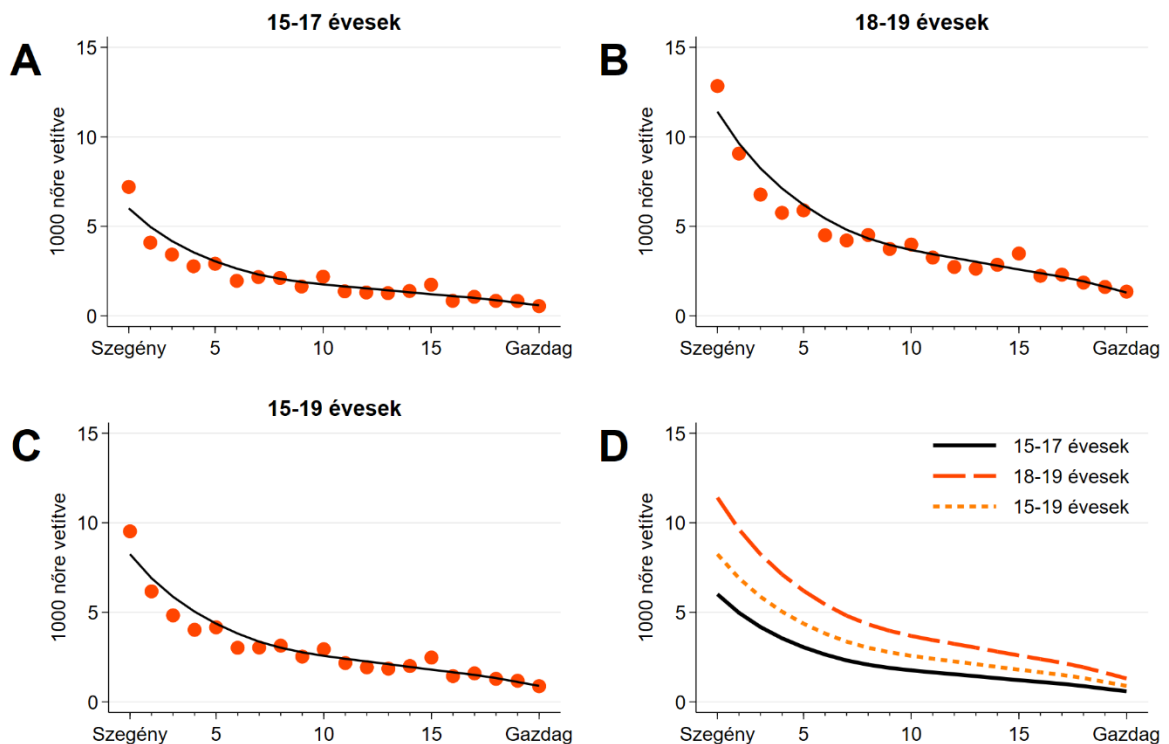 A
15-17 évesek
1000 nőre vetítve
15
10
5
0
Szegény 5 10 15 Gazdag
B
18-19 évesek
1000 nőre vetítve
15
10
5
0
Szegény 5 10 15 Gazdag
C
15-19 évesek
1000 nőre vetítve
15
10
5
0
Szegény 5 10 15 Gazdag
D
1000 nőre vetítve
15
10
5
0
15-17 évesek
18-19 évesek
15-19 évesek
Szegény 5 10 15 Gazdag